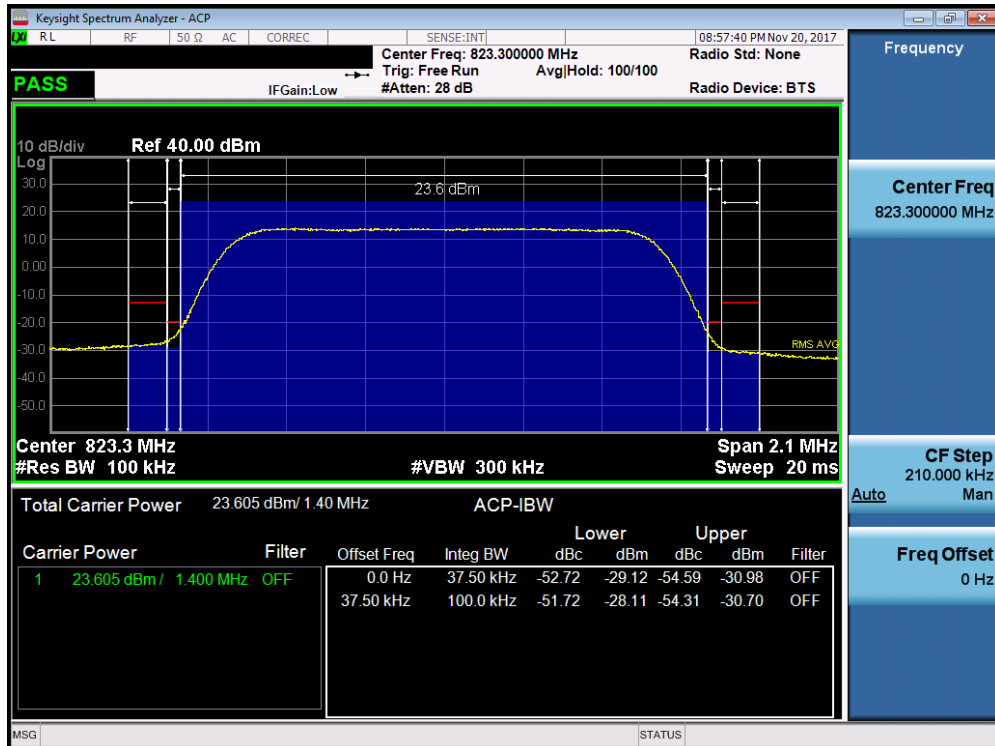 Keysight Spectrum Analyzer - ACP
LXI RL RF 50 Ω AC CORREC SENSE:INT 08:57:40 PM Nov 20, 2017
Center Freq: 823.300000 MHz Radio Std: None
Trig: Free Run Avg|Hold: 100/100
PASS IFGain:Low #Atten: 28 dB Radio Device: BTS
10 dB/div Ref 40.00 dBm
Log
30.0
23.6 dBm
20.0
10.0
0.00
-10.0
-20.0
-30.0
RMS AVG
-40.0
-50.0
Center 823.3 MHz Span 2.1 MHz
#Res BW 100 kHz #VBW 300 kHz Sweep 20 ms
Total Carrier Power 23.605 dBm/ 1.40 MHz ACP-IBW
Lower Upper
Carrier Power Filter Offset Freq Integ BW dBc dBm dBc dBm Filter
1 23.605 dBm / 1.400 MHz OFF 0.0 Hz 37.50 kHz -52.72 -29.12 -54.59 -30.98 OFF
37.50 kHz 100.0 kHz -51.72 -28.11 -54.31 -30.70 OFF
MSG STATUS
Frequency
Center Freq
823.300000 MHz
CF Step
210.000 kHz
Auto Man
Freq Offset
0 Hz